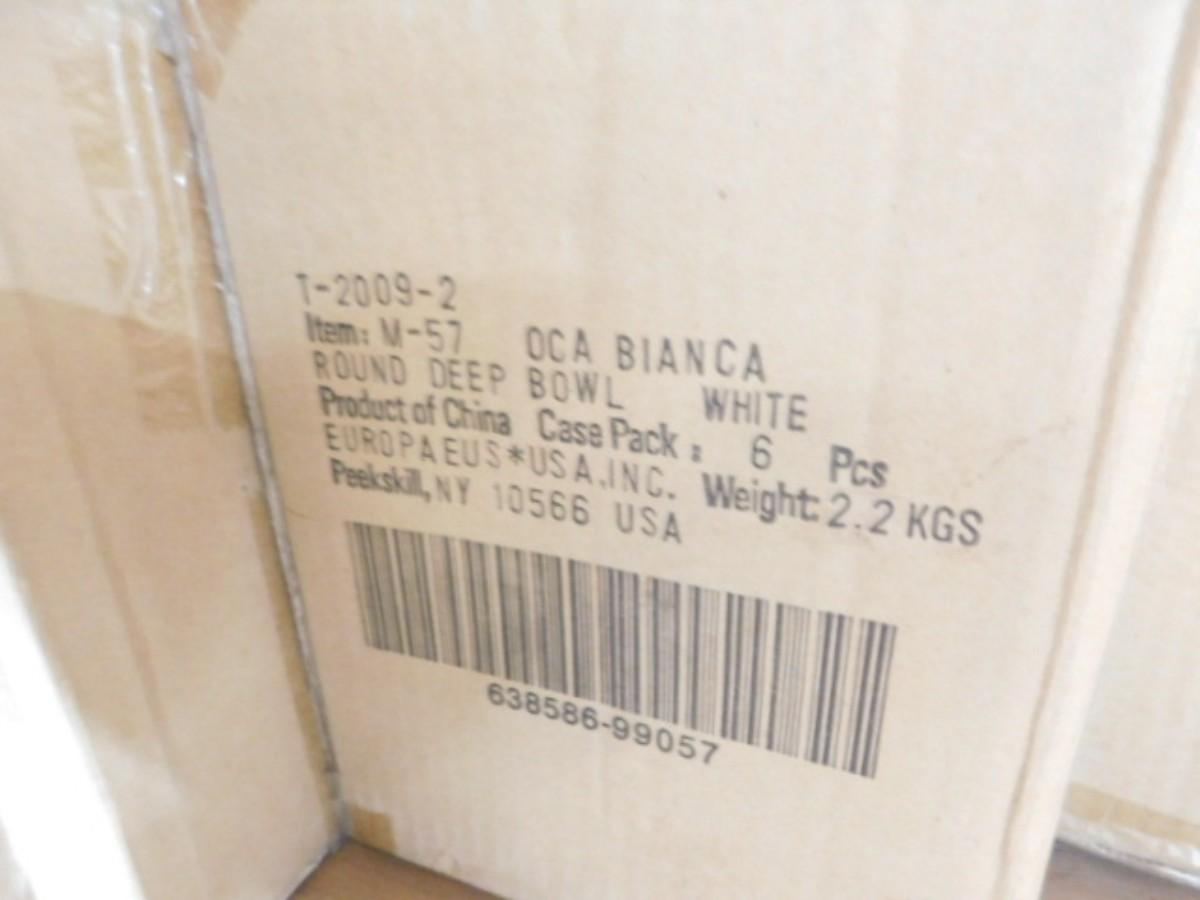 T-2009-2
Item: M-57 OCA BIANCA
ROUND DEEP BOWL WHITE
Product of China Case Pack: 6 Pcs
EUROPAEUS*USA,INC. Weight: 2.2 KGS
Peekskill, NY 10566 USA
638586-99057